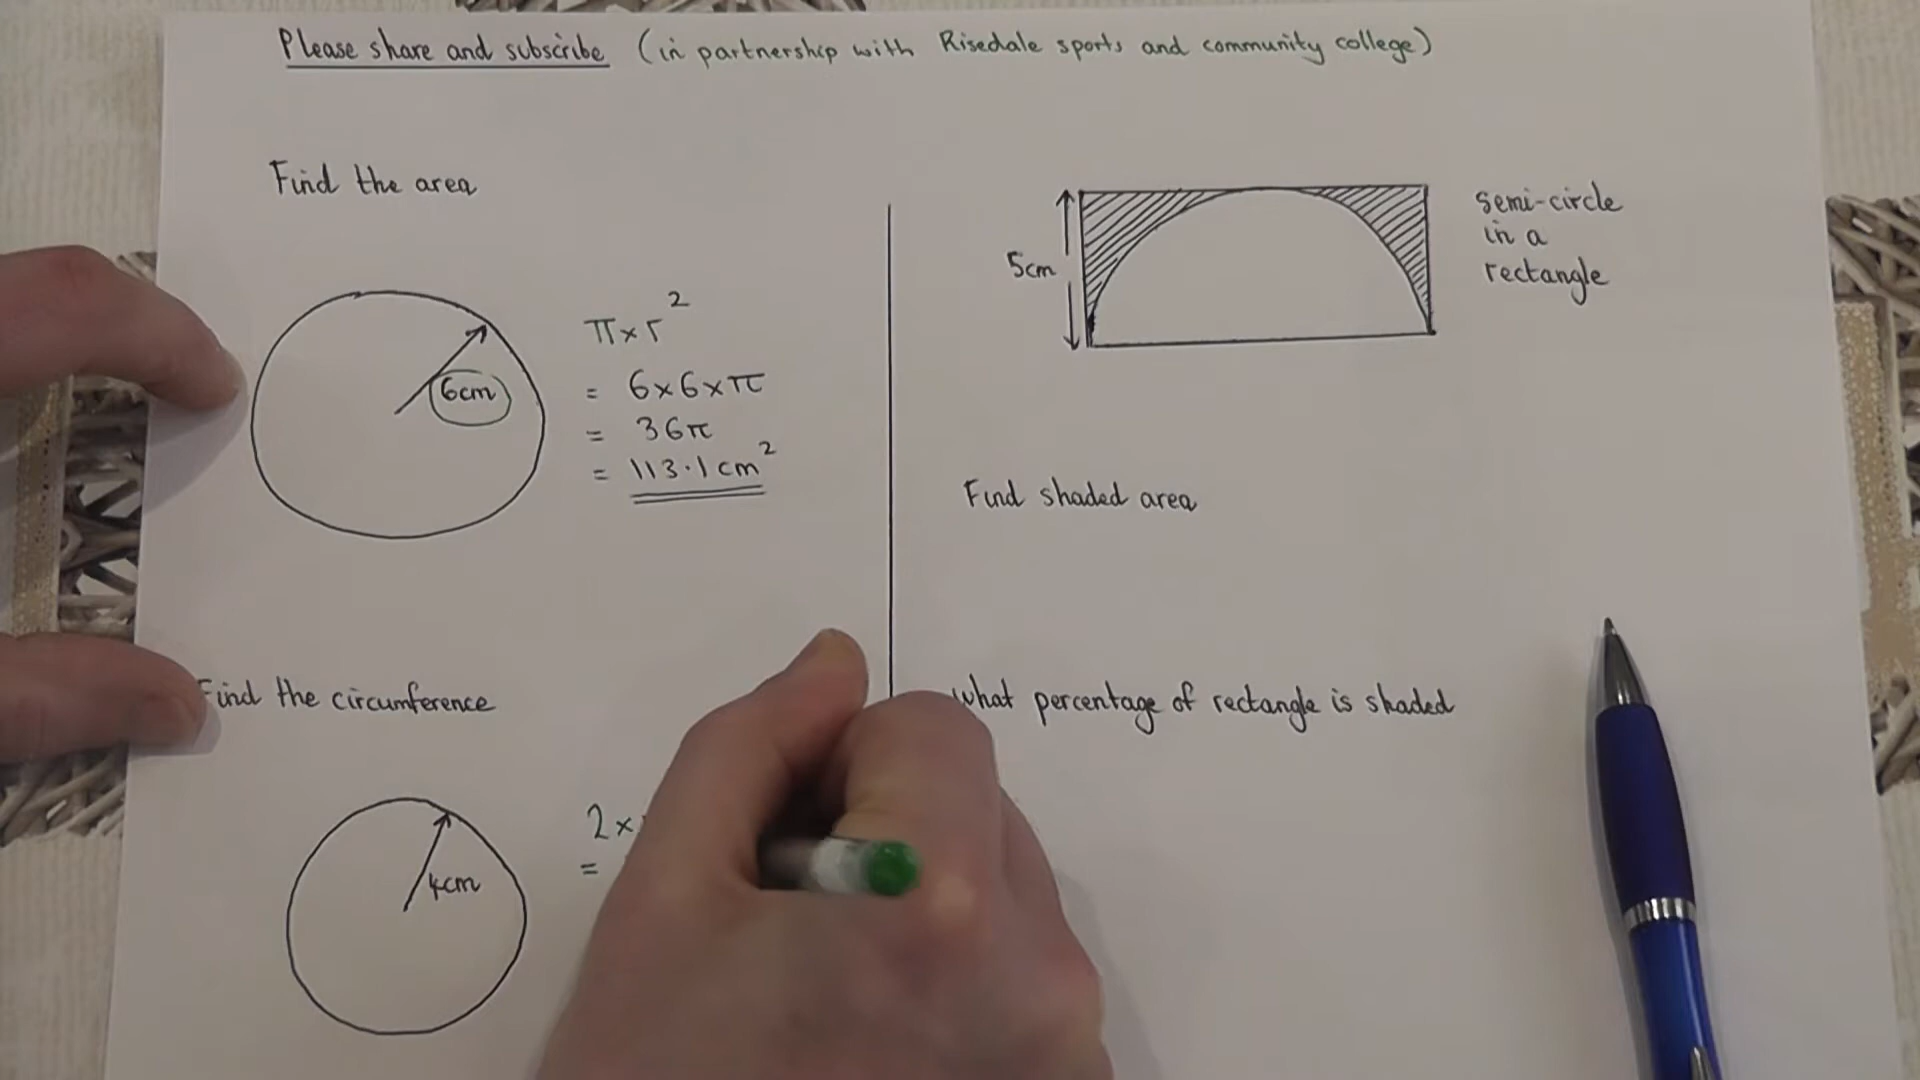 Please share and subscribe (in partnership with Risedale sports and community college)
Find the area
6cm
π×r²
= 6×6×π
= 36π
= 113.1cm²
Find the circumference
4cm
2×
=
5cm
semi-circle
in a
rectangle
Find shaded area
What percentage of rectangle is shaded